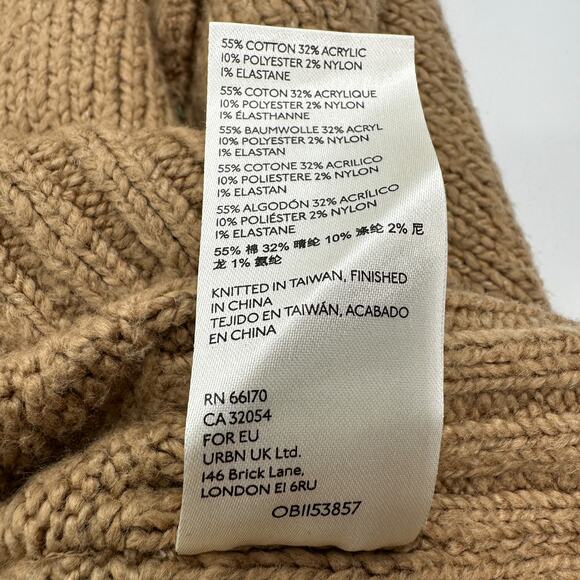 55% COTTON 32% ACRYLIC
10% POLYESTER 2% NYLON
1% ELASTANE
55% COTON 32% ACRYLIQUE
10% POLYESTER 2% NYLON
1% ÉLASTHANNE
55% BAUMWOLLE 32% ACRYL
10% POLYESTER 2% NYLON
1% ELASTAN
55% COTONE 32% ACRILICO
10% POLIESTERE 2% NYLON
1% ELASTAN
55% ALGODÓN 32% ACRÍLICO
10% POLIÉSTER 2% NYLON
1% ELASTANE
55% 棉 32% 晴纶 10% 涤纶 2% 尼
龙 1% 氨纶
KNITTED IN TAIWAN, FINISHED
IN CHINA
TEJIDO EN TAIWÁN, ACABADO
EN CHINA
RN 66170
CA 32054
FOR EU
URBN UK Ltd.
146 Brick Lane,
LONDON E1 6RU
OB1153857